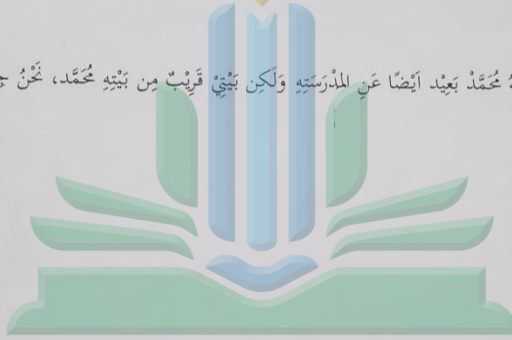 مُحَمَّدْ بَعِيْد اَيْضًا عَنِ المَدْرَسَتِهِ وَلَكِن بَيْتِيْ قَرِيْبٌ مِن بَيْتِهِ مُحَمَّد، نَحْنُ